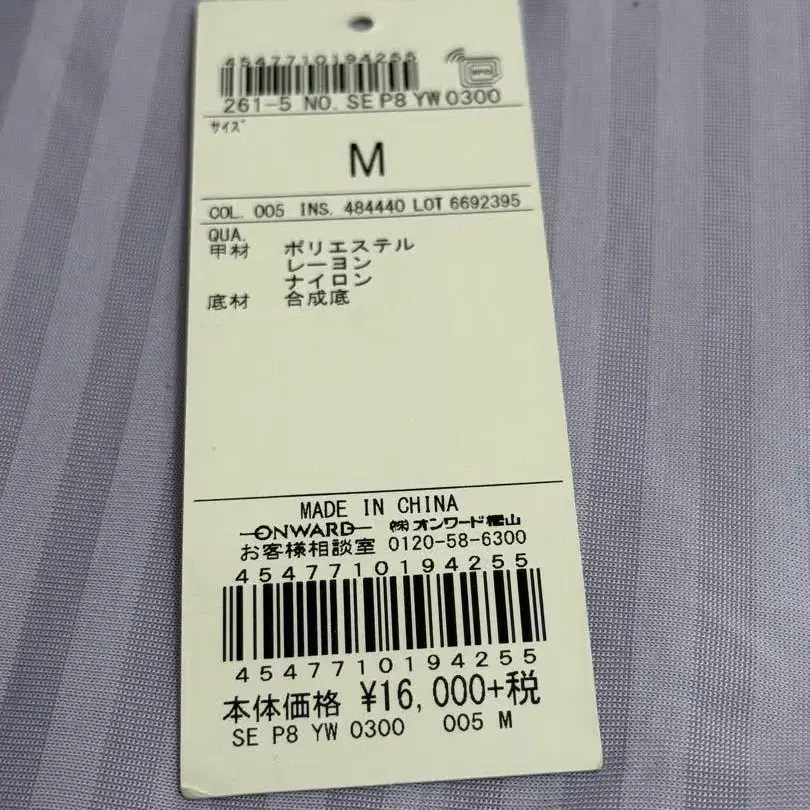 4547710194255
261-5 NO. SE P8 YW 0300
サイズ
M
COL. 005 INS. 484440 LOT 6692395
QUA.
甲材 ポリエステル
レーヨン
ナイロン
底材 合成底
MADE IN CHINA
ONWARD ㈱オンワード樫山
お客様相談室 0120-58-6300
4547710194255
4547710194255
本体価格 ¥16,000+税
SE P8 YW 0300 005 M